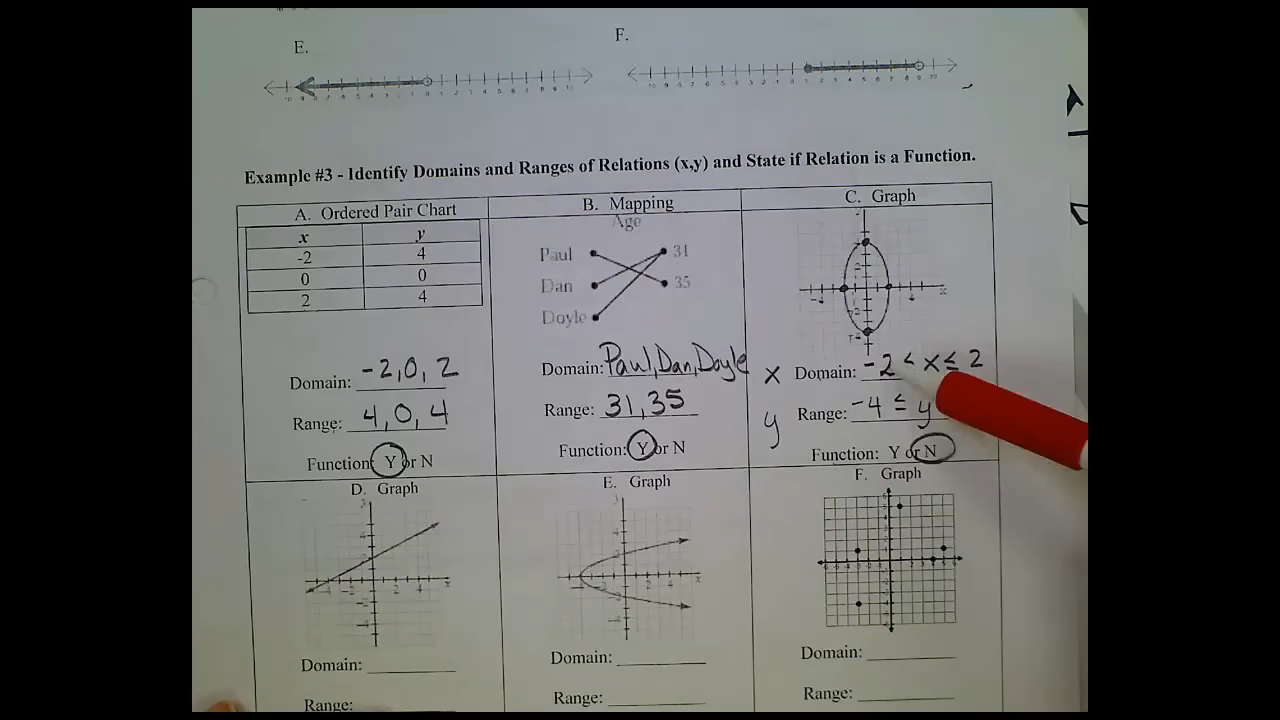 E.
F.
Example #3 - Identify Domains and Ranges of Relations (x,y) and State if Relation is a Function.
A. Ordered Pair Chart
x y
-2 4
0 0
2 4
Domain: -2,0,2
Range: 4,0,4
Function: Y or N
B. Mapping
Age
Paul 31
Dan 35
Doyle
Domain: Paul, Dan, Doyle
Range: 31,35
Function: Y or N
C. Graph
x
x Domain: -2 < x ≤ 2
y Range: -4 ≤ y
Function: Y or N
D. Graph
x
Domain:
Range:
E. Graph
x
Domain:
Range:
F. Graph
Domain:
Range: